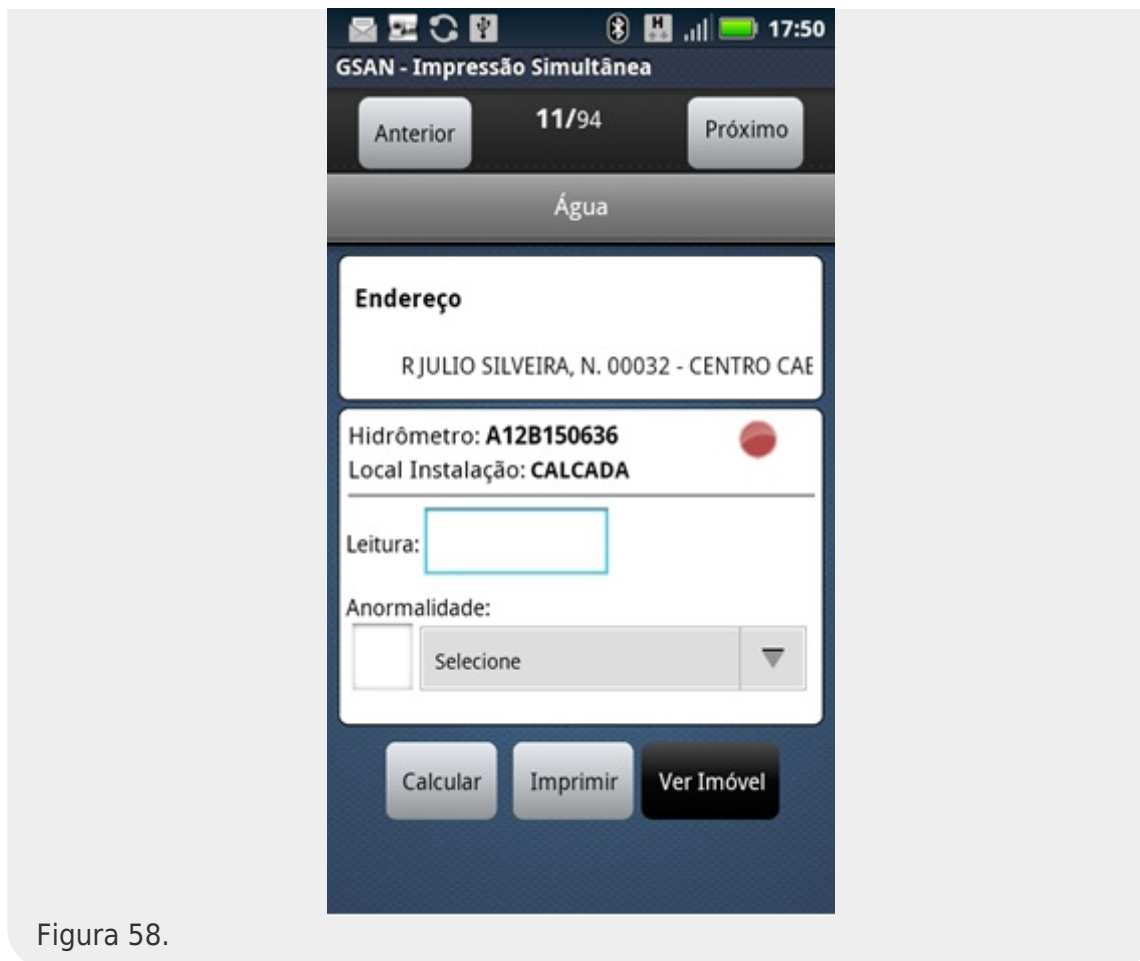 17:50
GSAN - Impressão Simultânea
Anterior 11/94 Próximo
Água
Endereço
R JULIO SILVEIRA, N. 00032 - CENTRO CAE
Hidrômetro: A12B150636
Local Instalação: CALCADA
Leitura:
Anormalidade:
Selecione
Calcular Imprimir Ver Imóvel
Figura 58.